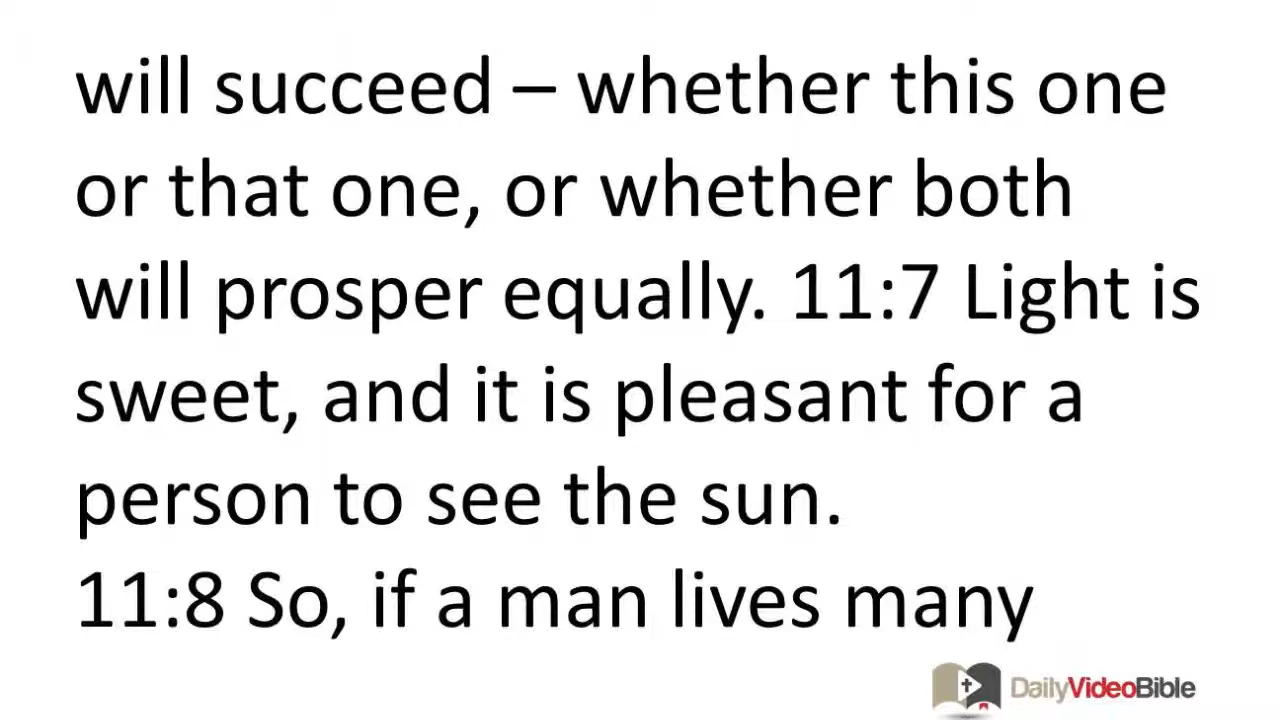 will succeed – whether this one
or that one, or whether both
will prosper equally. 11:7 Light is
sweet, and it is pleasant for a
person to see the sun.
11:8 So, if a man lives many
DailyVideoBible